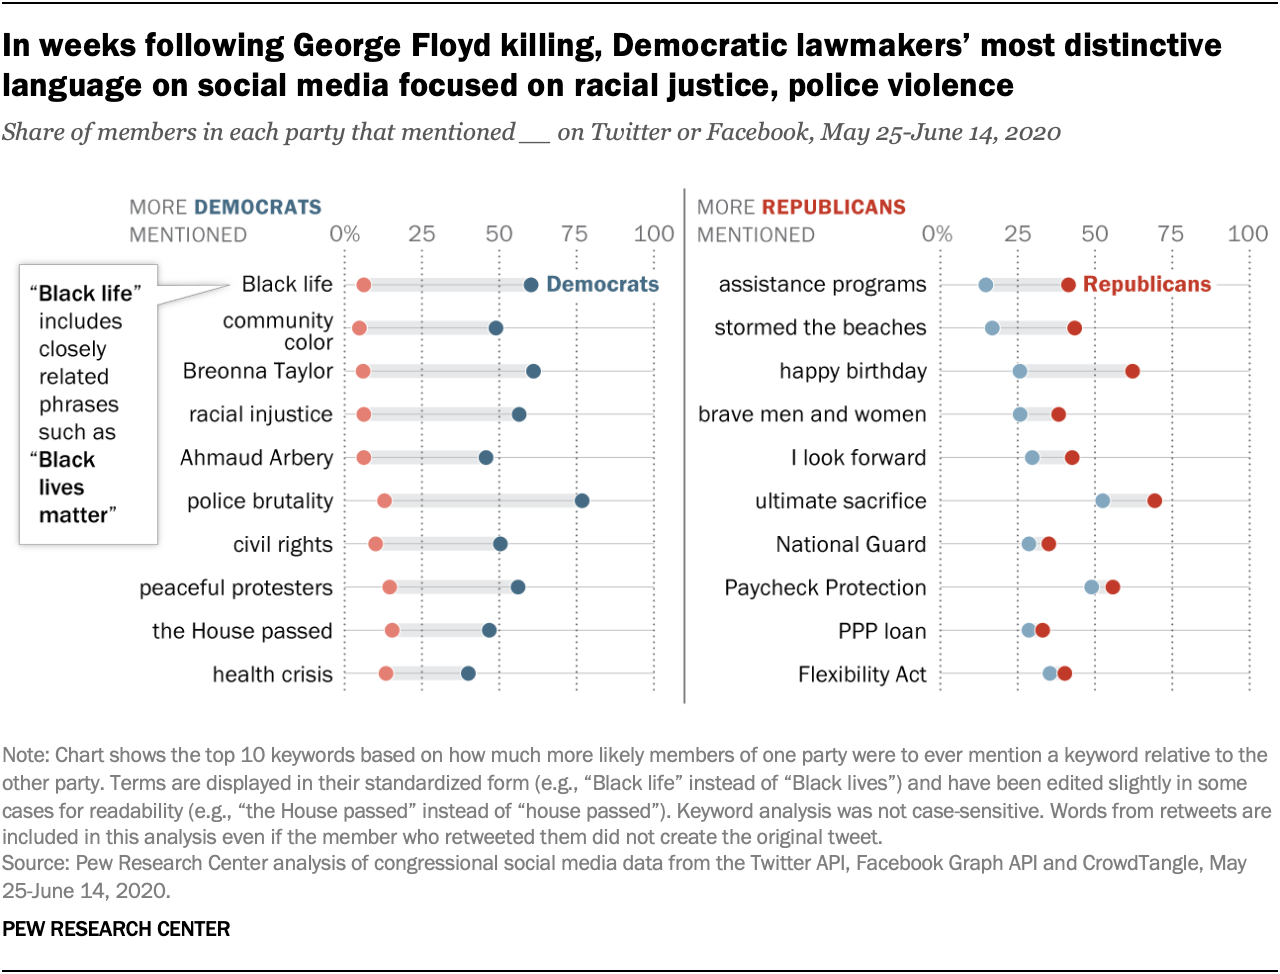 In weeks following George Floyd killing, Democratic lawmakers’ most distinctive
language on social media focused on racial justice, police violence
Share of members in each party that mentioned __ on Twitter or Facebook, May 25-June 14, 2020
MORE DEMOCRATS
MENTIONED
0% 25 50 75 100
“Black life”
includes
closely
related
phrases
such as
“Black
lives
matter”
Black life
Democrats
community
color
Breonna Taylor
racial injustice
Ahmaud Arbery
police brutality
civil rights
peaceful protesters
the House passed
health crisis
MORE REPUBLICANS
MENTIONED
0% 25 50 75 100
assistance programs
Republicans
stormed the beaches
happy birthday
brave men and women
I look forward
ultimate sacrifice
National Guard
Paycheck Protection
PPP loan
Flexibility Act
Note: Chart shows the top 10 keywords based on how much more likely members of one party were to ever mention a keyword relative to the
other party. Terms are displayed in their standardized form (e.g., “Black life” instead of “Black lives”) and have been edited slightly in some
cases for readability (e.g., “the House passed” instead of “house passed”). Keyword analysis was not case-sensitive. Words from retweets are
included in this analysis even if the member who retweeted them did not create the original tweet.
Source: Pew Research Center analysis of congressional social media data from the Twitter API, Facebook Graph API and CrowdTangle, May
25-June 14, 2020.
PEW RESEARCH CENTER